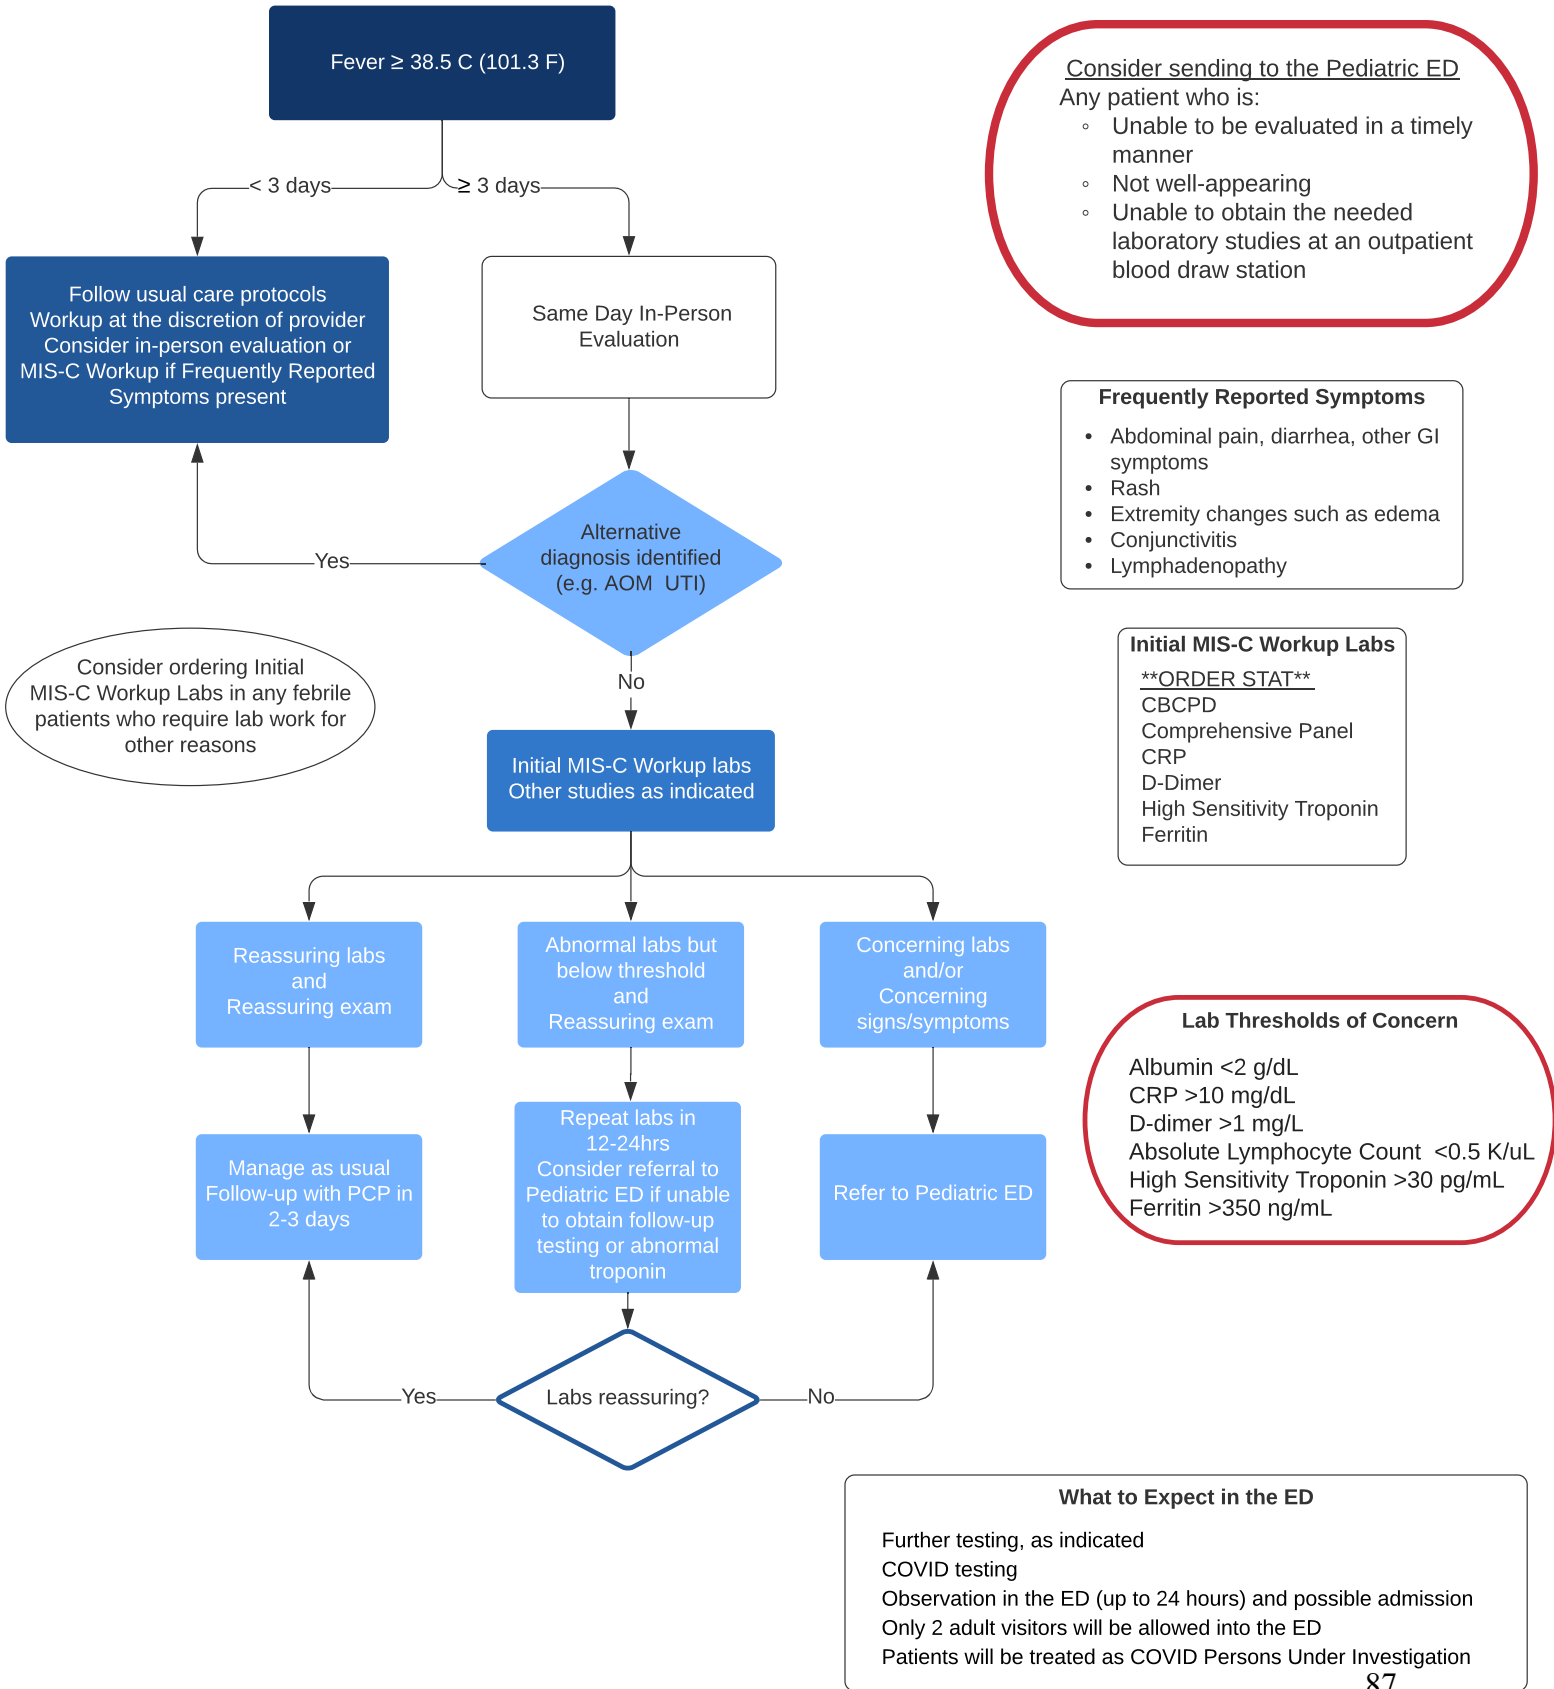 Fever ≥ 38.5 C (101.3 F)
< 3 days
≥ 3 days
Follow usual care protocols
Workup at the discretion of provider
Consider in-person evaluation or
MIS-C Workup if Frequently Reported
Symptoms present
Same Day In-Person
Evaluation
Alternative
diagnosis identified
(e.g. AOM  UTI)
Yes
No
Consider ordering Initial
MIS-C Workup Labs in any febrile
patients who require lab work for
other reasons
Initial MIS-C Workup labs
Other studies as indicated
Reassuring labs
and
Reassuring exam
Abnormal labs but
below threshold
and
Reassuring exam
Concerning labs
and/or
Concerning
signs/symptoms
Manage as usual
Follow-up with PCP in
2-3 days
Repeat labs in
12-24hrs
Consider referral to
Pediatric ED if unable
to obtain follow-up
testing or abnormal
troponin
Refer to Pediatric ED
Labs reassuring?
Yes
No
Consider sending to the Pediatric ED
Any patient who is:
◦ Unable to be evaluated in a timely
manner
◦ Not well-appearing
◦ Unable to obtain the needed
laboratory studies at an outpatient
blood draw station
Frequently Reported Symptoms
• Abdominal pain, diarrhea, other GI
symptoms
• Rash
• Extremity changes such as edema
• Conjunctivitis
• Lymphadenopathy
Initial MIS-C Workup Labs
**ORDER STAT**
CBCPD
Comprehensive Panel
CRP
D-Dimer
High Sensitivity Troponin
Ferritin
Lab Thresholds of Concern
Albumin <2 g/dL
CRP >10 mg/dL
D-dimer >1 mg/L
Absolute Lymphocyte Count  <0.5 K/uL
High Sensitivity Troponin >30 pg/mL
Ferritin >350 ng/mL
What to Expect in the ED
Further testing, as indicated
COVID testing
Observation in the ED (up to 24 hours) and possible admission
Only 2 adult visitors will be allowed into the ED
Patients will be treated as COVID Persons Under Investigation
87